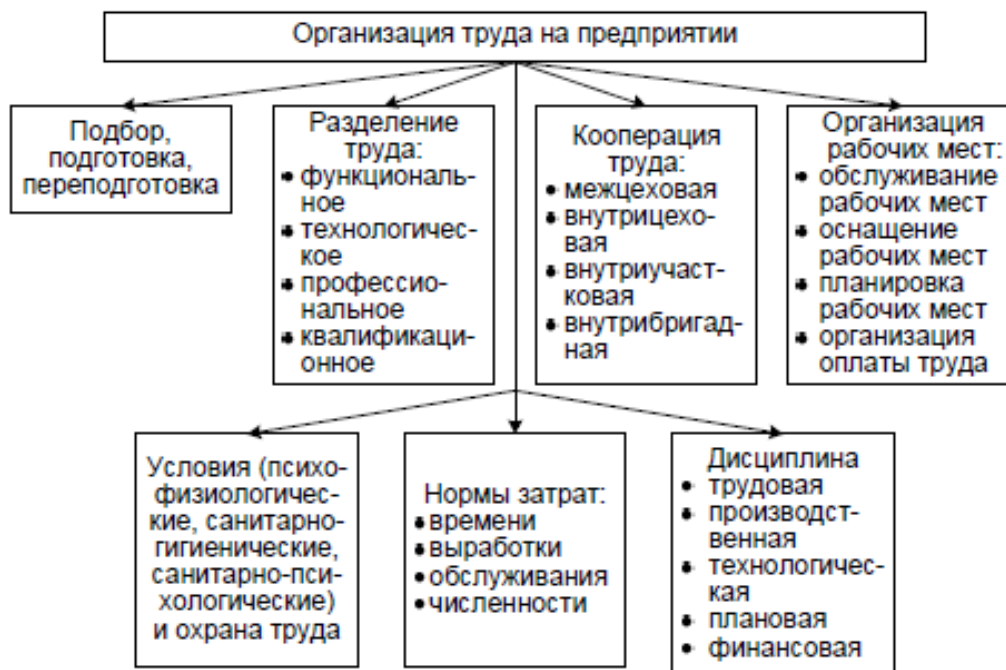 Организация труда на предприятии
Подбор,
подготовка,
переподготовка
Разделение
труда:
• функциональ-
ное
• технологичес-
кое
• профессио-
нальное
• квалификаци-
онное
Кооперация
труда:
• межцеховая
• внутрицехо-
вая
• внутриучаст-
ковая
• внутрибригад-
ная
Организация
рабочих мест:
• обслуживание
рабочих мест
• оснащение
рабочих мест
• планировка
рабочих мест
• организация
оплаты труда
Условия (психо-
физиологичес-
кие, санитарно-
гигиенические,
санитарно-пси-
хологические)
и охрана труда
Нормы затрат:
• времени
• выработки
• обслуживания
• численности
Дисциплина
• трудовая
• производст-
венная
• технологичес-
кая
• плановая
• финансовая